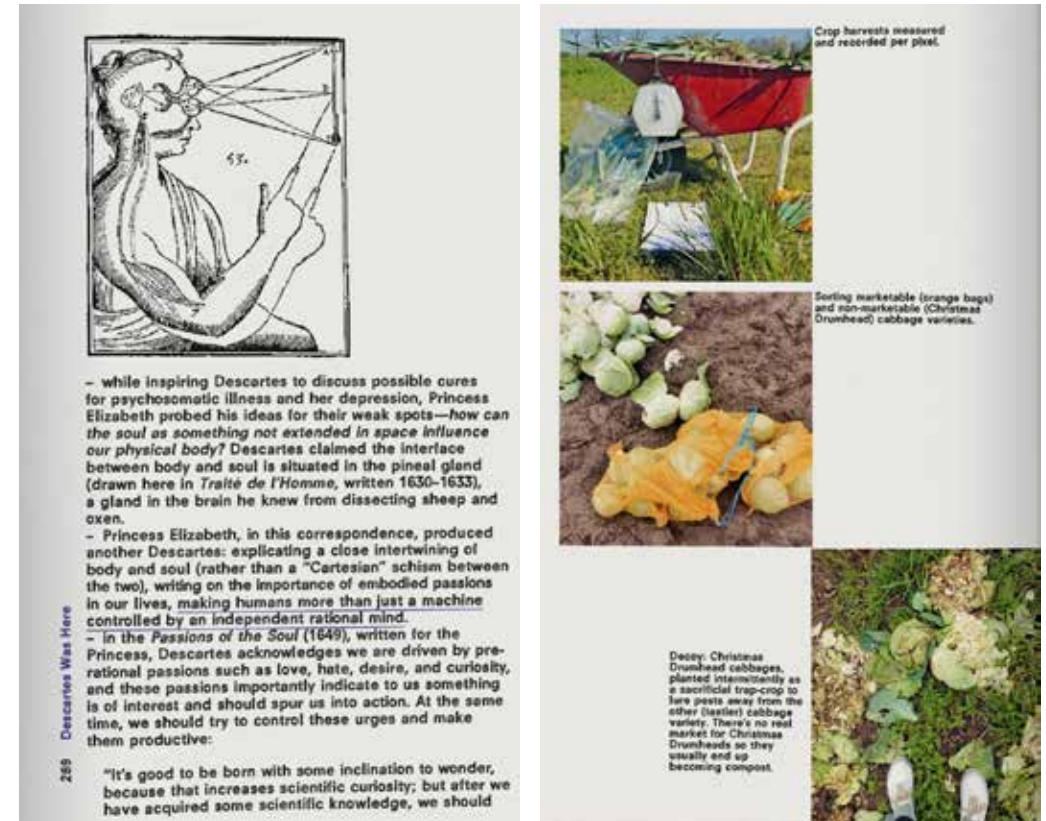 53.
– while inspiring Descartes to discuss possible cures
for psychosomatic illness and her depression, Princess
Elizabeth probed his ideas for their weak spots—how can
the soul as something not extended in space influence
our physical body? Descartes claimed the interface
between body and soul is situated in the pineal gland
(drawn here in Traité de l'Homme, written 1630–1633),
a gland in the brain he knew from dissecting sheep and
oxen.
– Princess Elizabeth, in this correspondence, produced
another Descartes: explicating a close intertwining of
body and soul (rather than a "Cartesian" schism between
the two), writing on the importance of embodied passions
in our lives, making humans more than just a machine
controlled by an independent rational mind.
– In the Passions of the Soul (1649), written for the
Princess, Descartes acknowledges we are driven by pre-
rational passions such as love, hate, desire, and curiosity,
and these passions importantly indicate to us something
is of interest and should spur us into action. At the same
time, we should try to control these urges and make
them productive:
"It's good to be born with some inclination to wonder,
because that increases scientific curiosity; but after we
have acquired some scientific knowledge, we should
269 Descartes Was Here
Crop harvests measured
and recorded per pixel.
Sorting marketable (orange bags)
and non-marketable (Christmas
Drumhead) cabbage varieties.
Decoy: Christmas
Drumhead cabbages,
planted intermittently as
a sacrificial trap-crop to
lure pests away from the
other (tastier) cabbage
variety. There's no real
market for Christmas
Drumheads so they
usually end up
becoming compost.